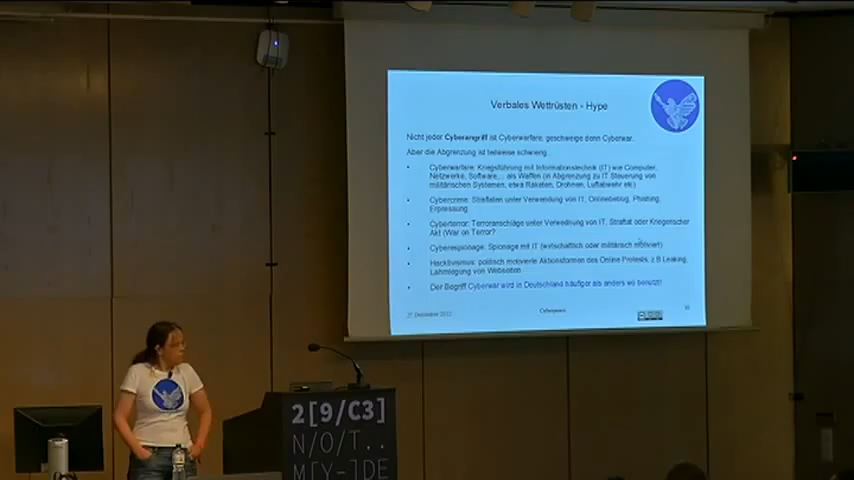 Verbales Wettrüsten - Hype
Nicht jeder Cyberangriff ist Cyberwarfare, geschweige denn Cyberwar.
Aber die Abgrenzung ist teilweise schwierig.
• Cyberwarfare: Kriegsführung mit Informationstechnik (IT) wie Computer,
Netzwerke, Software,... als Waffen (in Abgrenzung zu IT Steuerung von
militärischen Systemen, etwa Raketen, Drohnen, Luftabwehr etc)
• Cybercrime: Straftaten unter Verwendung von IT, Onlinebetrug, Phishing,
Erpressung
• Cyberterror: Terroranschläge unter Verwendung von IT, Straftat oder Kriegerischer
Akt (War on Terror?
• Cyberespionage: Spionage mit IT (wirtschaftlich oder militärisch motiviert)
• Hacktivismus: politisch motivierte Aktionsformen des Online Protests, z.B Leaking,
Lahmlegung von Webseiten
• Der Begriff Cyberwar wird in Deutschland häufiger als anders wo benutzt!
27 Dezember 2012
Cyberpeace
2[9/C3]
N/O/T..
M[Y-]DE